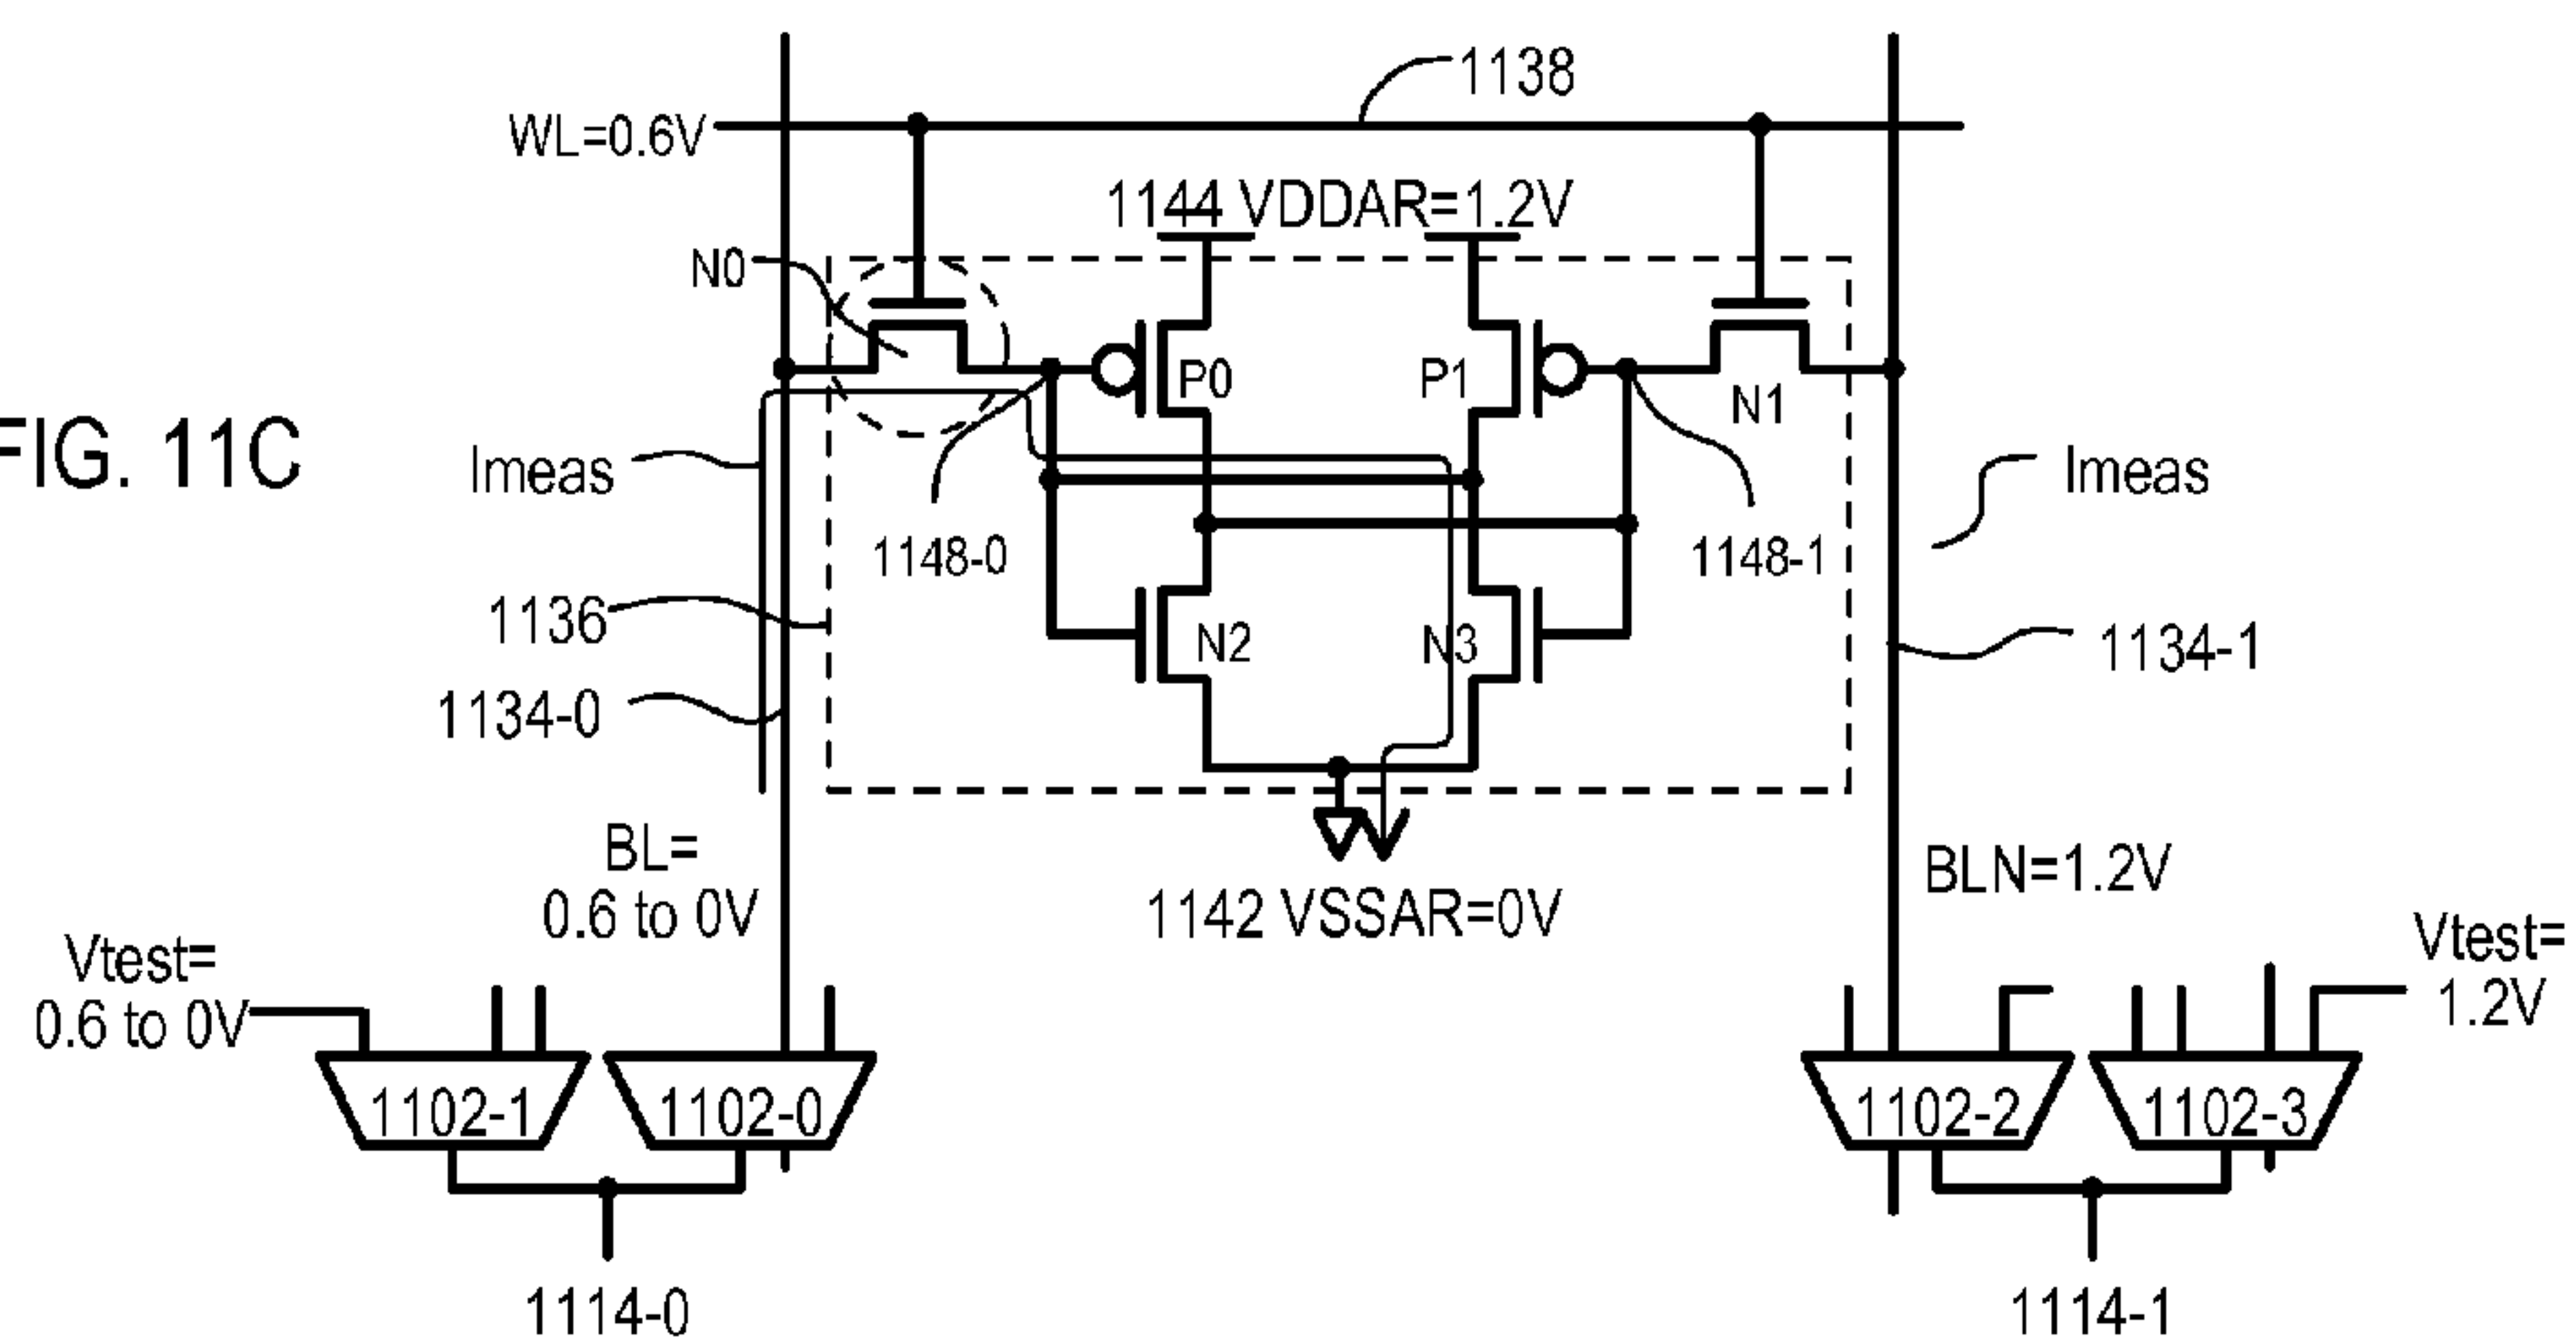 1138
WL=0.6V
1144 VDDAR=1.2V
N0
P0
P1
N1
FIG. 11C
Imeas
Imeas
1148-0
1148-1
1136
N2
N3
1134-1
1134-0
BL=
0.6 to 0V
BLN=1.2V
1142 VSSAR=0V
Vtest=
0.6 to 0V
Vtest=
1.2V
1102-1
1102-0
1102-2
1102-3
1114-0
1114-1